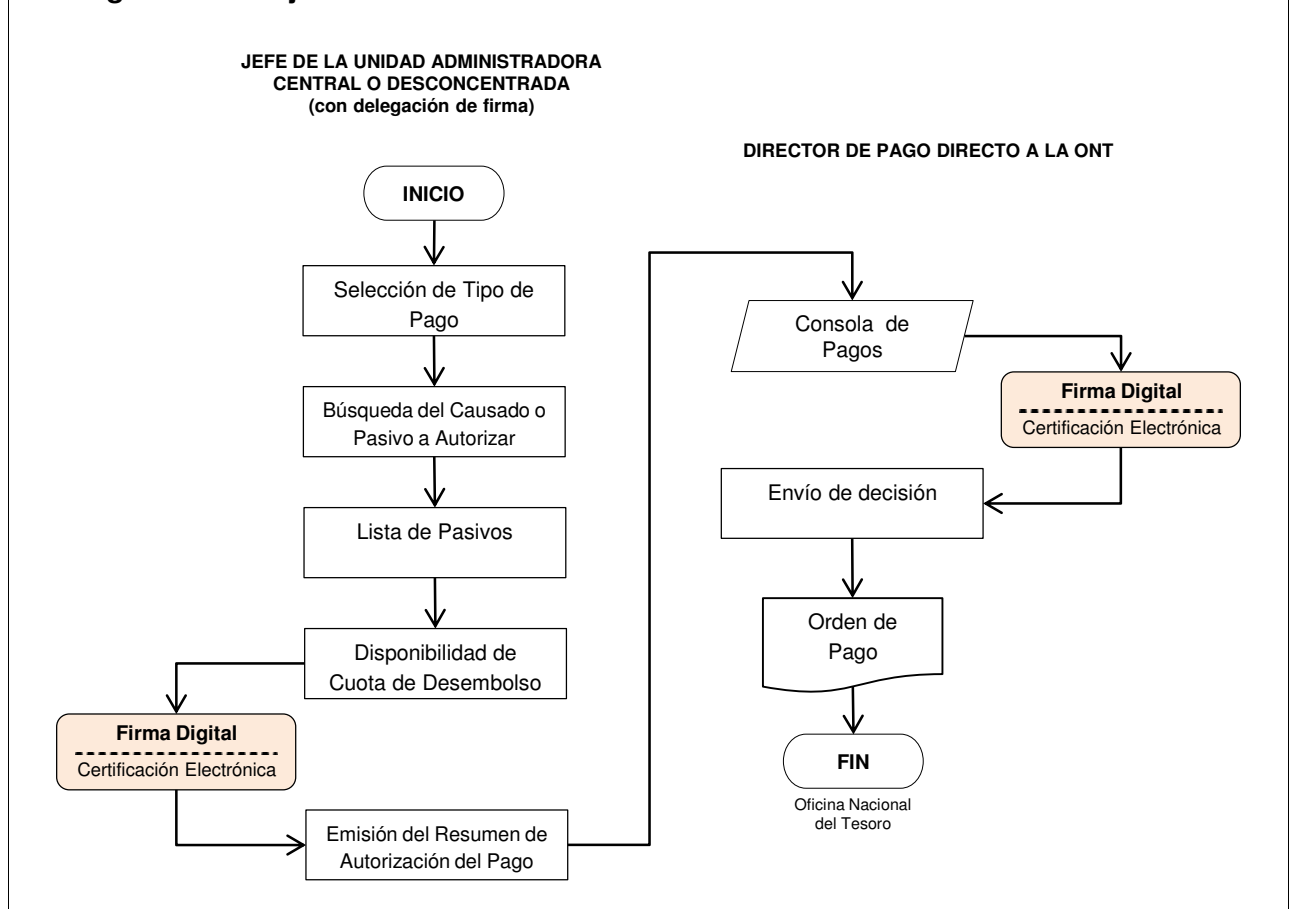 JEFE DE LA UNIDAD ADMINISTRADORA
CENTRAL O DESCONCENTRADA
(con delegación de firma)
INICIO
Selección de Tipo de
Pago
Búsqueda del Causado o
Pasivo a Autorizar
Lista de Pasivos
Disponibilidad de
Cuota de Desembolso
Firma Digital
Certificación Electrónica
Emisión del Resumen de
Autorización del Pago
DIRECTOR DE PAGO DIRECTO A LA ONT
Consola de
Pagos
Firma Digital
Certificación Electrónica
Envío de decisión
Orden de
Pago
FIN
Oficina Nacional
del Tesoro